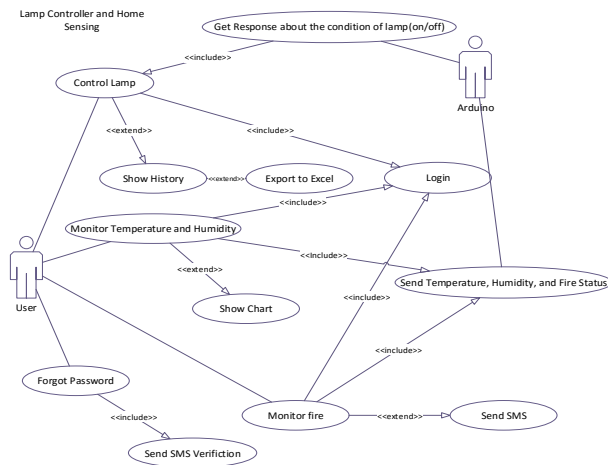 Lamp Controller and Home
Sensing
Get Response about the condition of lamp(on/off)
<<include>>
Control Lamp
Arduino
<<extend>>
<<include>>
Show History
<<extend>>
Export to Excel
Login
<<include>>
Monitor Temperature and Humidity
<<Include>>
<<extend>>
Send Temperature, Humidity, and Fire Status
<<include>>
User
Show Chart
<<include>>
Forgot Password
<<include>>
Monitor fire
<<extend>>
Send SMS
Send SMS Verifiction